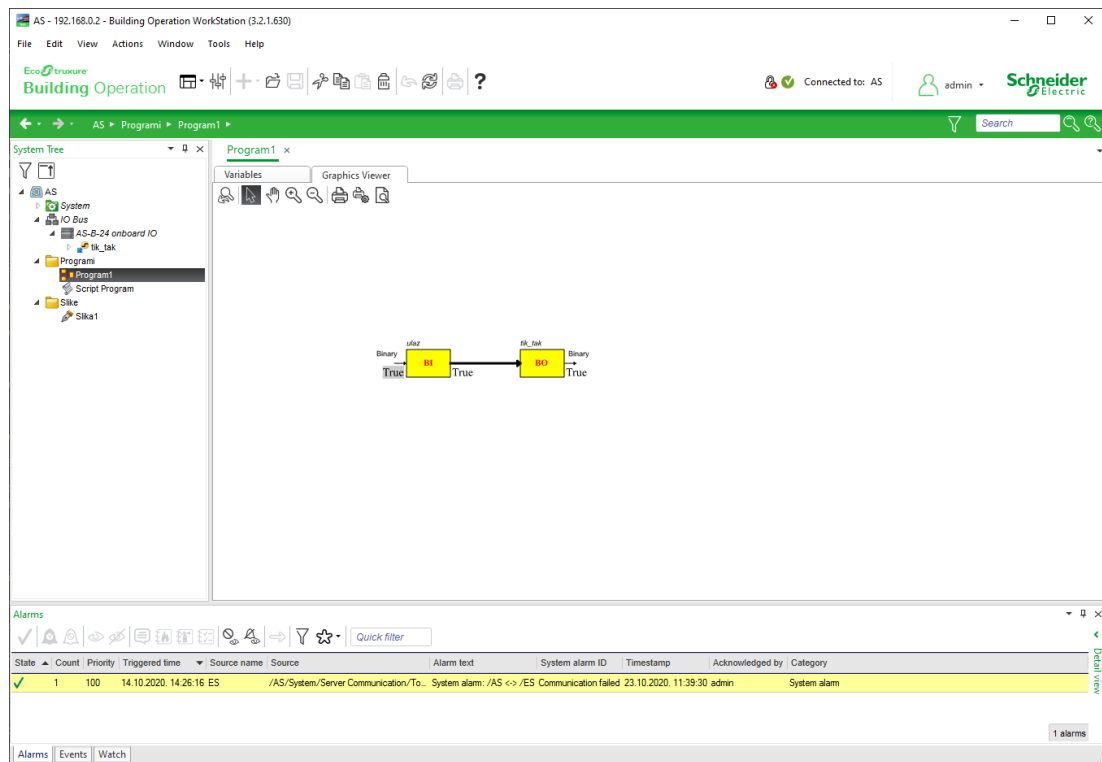 AS - 192.168.0.2 - Building Operation WorkStation (3.2.1.630)
File Edit View Actions Window Tools Help
EcoStruxure
Building Operation
Connected to: AS
admin
Schneider
Electric
AS Programi Program1
Search
System Tree
Program1
Variables Graphics Viewer
AS
System
IO Bus
AS-B-24 onboard IO
tik_tak
Programi
Program1
Script Program
Slike
Slika1
ulaz tik_tak
Binary BI BO Binary
True True True
Alarms
Quick filter
Detail view
State Count Priority Triggered time Source name Source Alarm text System alarm ID Timestamp Acknowledged by Category
1 100 14.10.2020. 14:26:16 ES /AS/System/Server Communication/To... System alarm: /AS <-> /ES Communication failed 23.10.2020. 11:39:30 admin System alarm
1 alarms
Alarms Events Watch